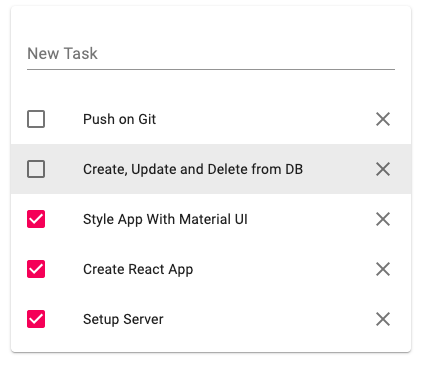 New Task
Push on Git
Create, Update and Delete from DB
Style App With Material UI
Create React App
Setup Server